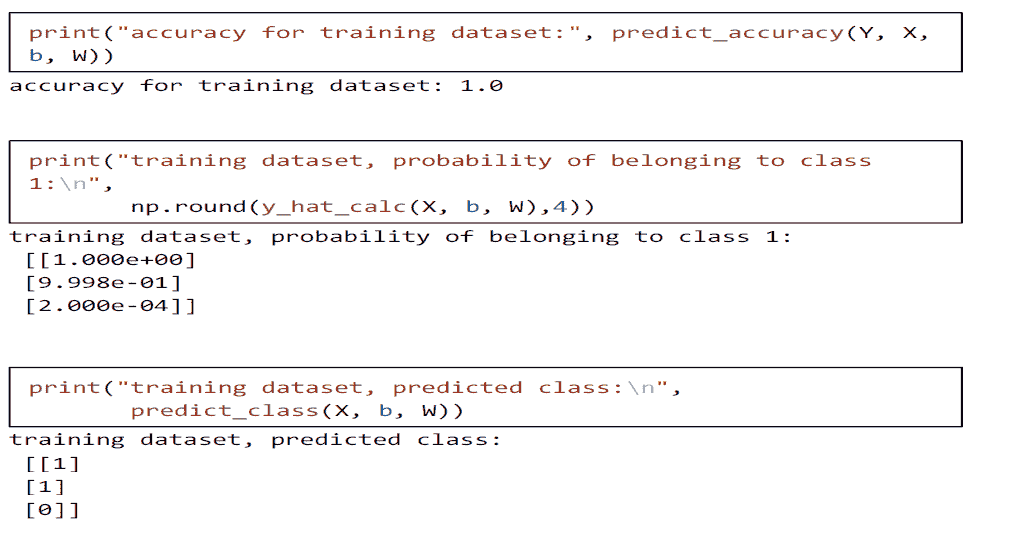 print("accuracy for training dataset:", predict_accuracy(Y, X,
b, W))
accuracy for training dataset: 1.0
print("training dataset, probability of belonging to class
1:\n",
        np.round(y_hat_calc(X, b, W),4))
training dataset, probability of belonging to class 1:
 [[1.000e+00]
 [9.998e-01]
 [2.000e-04]]
print("training dataset, predicted class:\n",
        predict_class(X, b, W))
training dataset, predicted class:
 [[1]
 [1]
 [0]]